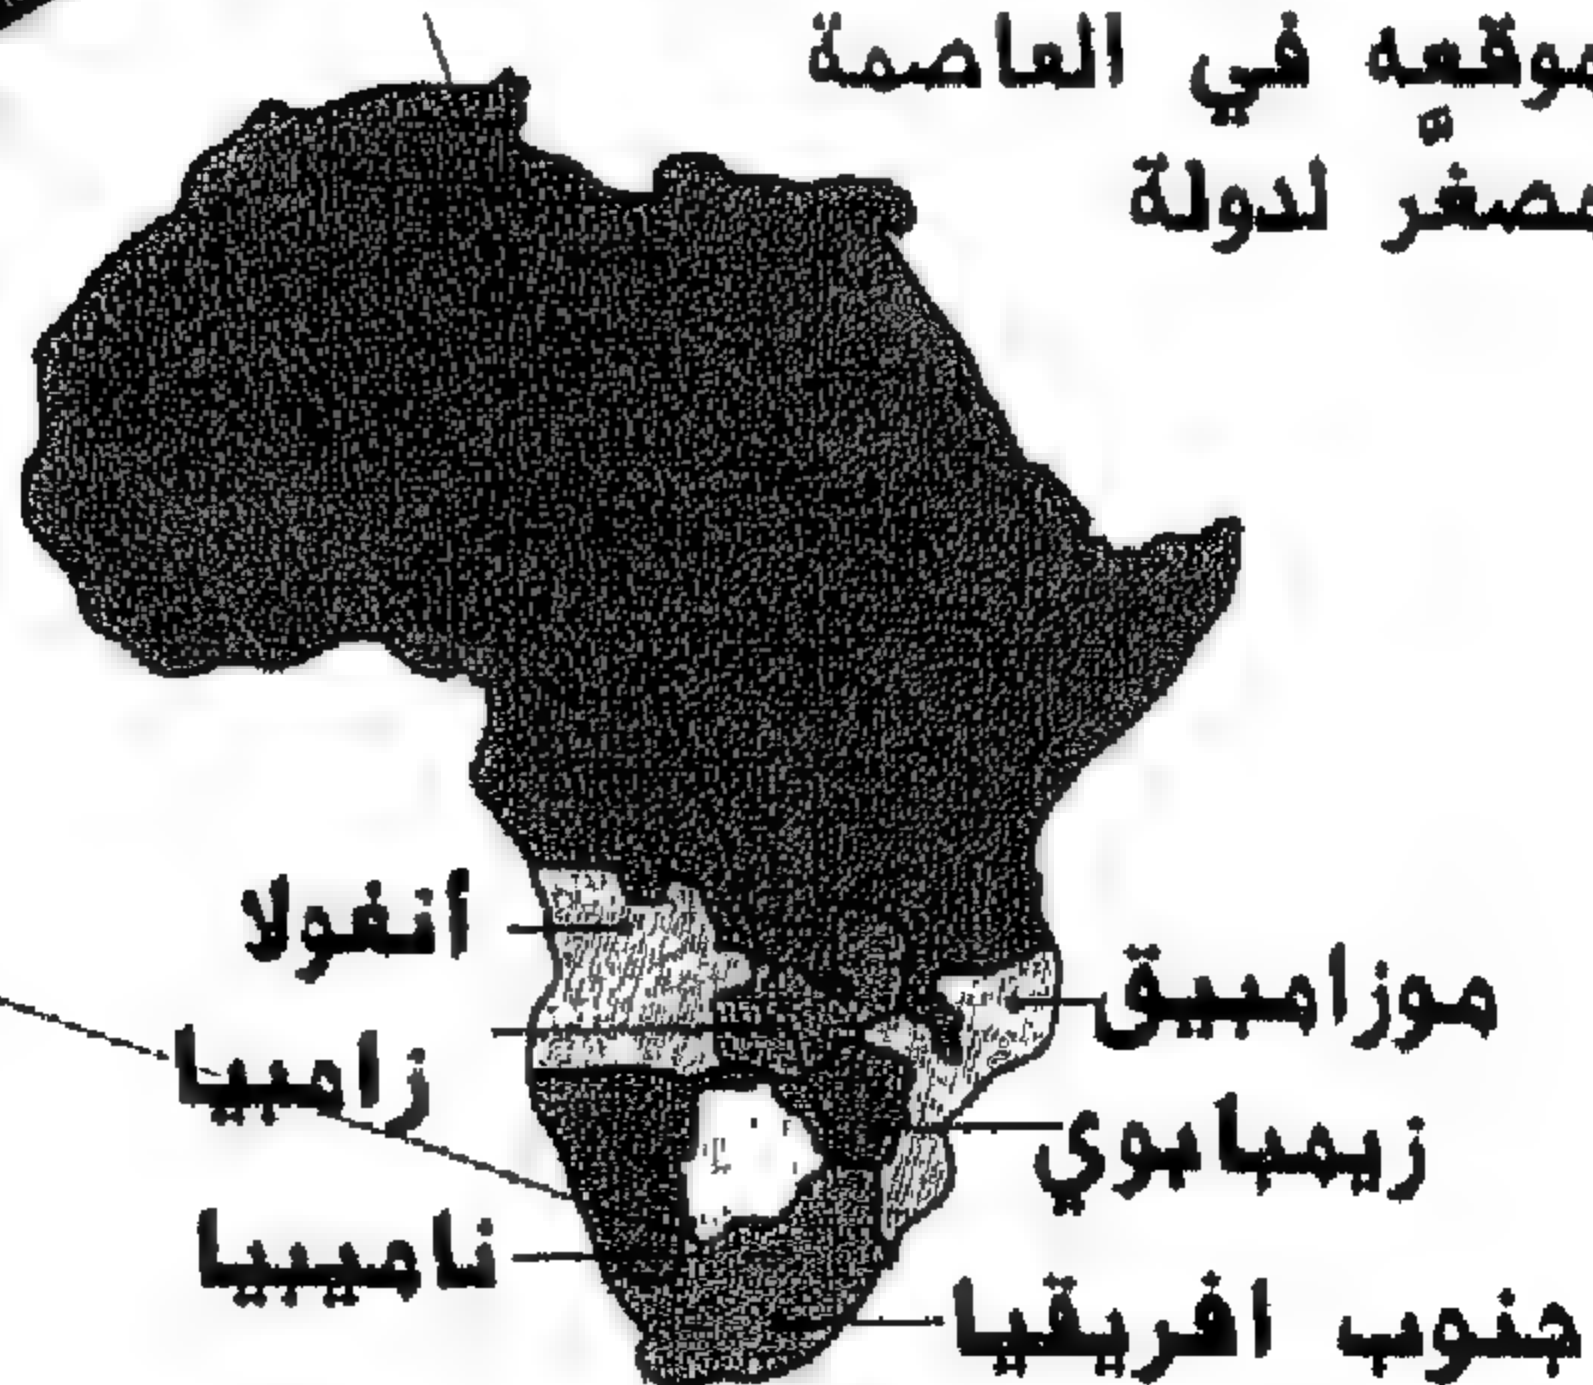 موقعه في العاصمة
مصغَّر لدولة
أنغولا
موزامبيق
زامبيا
زيمبابوي
ناميبيا
جنوب افريقيا